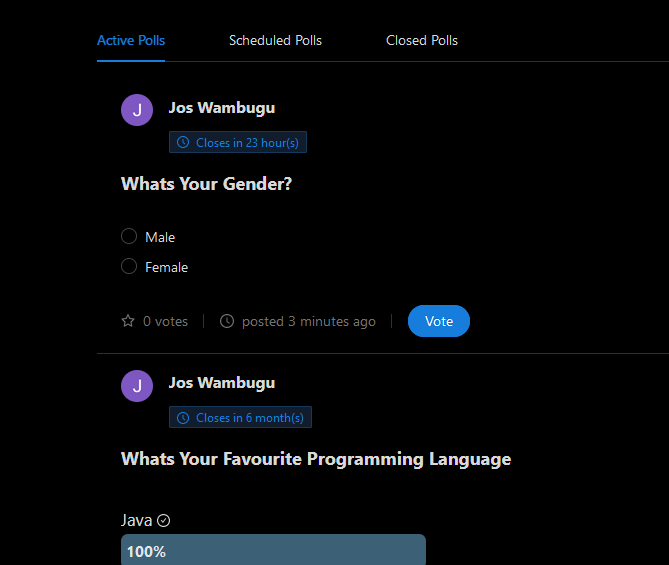 Active Polls Scheduled Polls Closed Polls
J Jos Wambugu
Closes in 23 hour(s)
Whats Your Gender?
Male
Female
0 votes posted 3 minutes ago Vote
J Jos Wambugu
Closes in 6 month(s)
Whats Your Favourite Programming Language
Java
100%